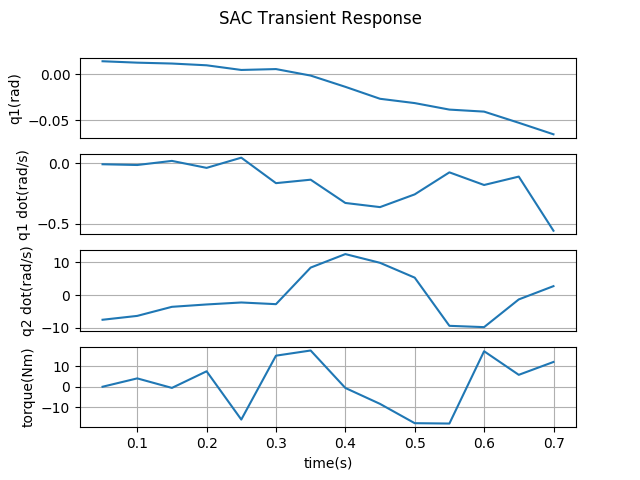 SAC Transient Response
q1(rad)
0.00
−0.05
q1 dot(rad/s)
0.0
−0.5
q2 dot(rad/s)
10
0
−10
torque(Nm)
10
0
−10
0.1 0.2 0.3 0.4 0.5 0.6 0.7
time(s)